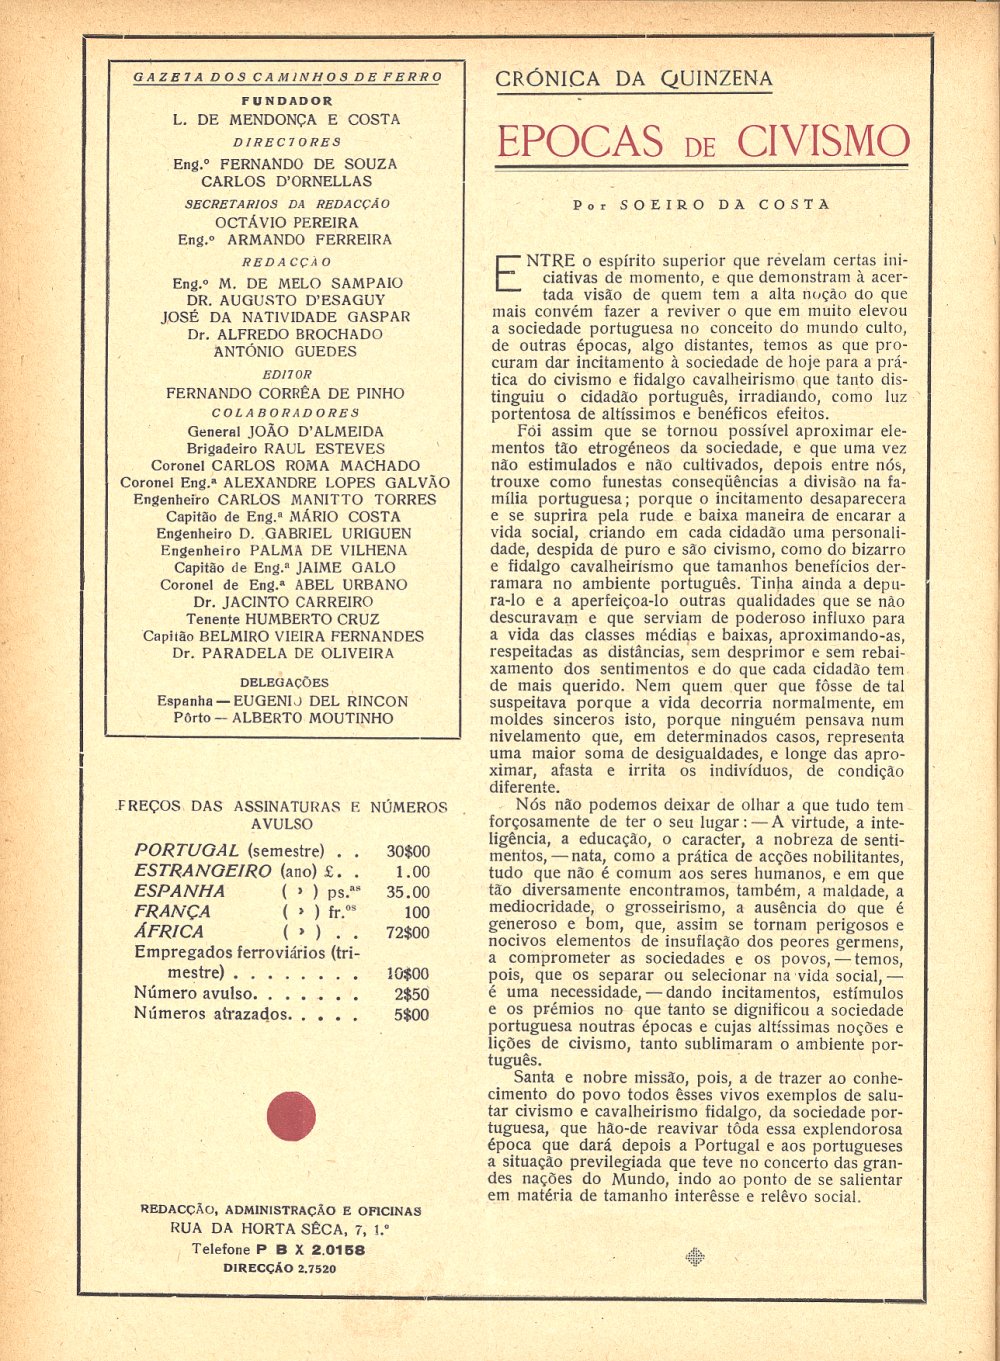 GAZETA DOS CAMINHOS DE FERRO
FUNDADOR
L. DE MENDONÇA E COSTA
DIRECTORES
Eng.º FERNANDO DE SOUZA
CARLOS D'ORNELLAS
SECRETARIOS DA REDACÇÃO
OCTÁVIO PEREIRA
Eng.º ARMANDO FERREIRA
REDACÇÃO
Eng.º M. DE MELO SAMPAIO
DR. AUGUSTO D'ESAGUY
JOSÉ DA NATIVIDADE GASPAR
Dr. ALFREDO BROCHADO
ANTÓNIO GUEDES
EDITOR
FERNANDO CORRÊA DE PINHO
COLABORADORES
General JOÃO D'ALMEIDA
Brigadeiro RAUL ESTEVES
Coronel CARLOS ROMA MACHADO
Coronel Eng.ª ALEXANDRE LOPES GALVÃO
Engenheiro CARLOS MANITTO TORRES
Capitão de Eng.ª MÁRIO COSTA
Engenheiro D. GABRIEL URIGUEN
Engenheiro PALMA DE VILHENA
Capitão de Eng.ª JAIME GALO
Coronel de Eng.ª ABEL URBANO
Dr. JACINTO CARREIRO
Tenente HUMBERTO CRUZ
Capitão BELMIRO VIEIRA FERNANDES
Dr. PARADELA DE OLIVEIRA
DELEGAÇÕES
Espanha — EUGENIO DEL RINCON
Pôrto — ALBERTO MOUTINHO
PREÇOS DAS ASSINATURAS E NÚMEROS
AVULSO
PORTUGAL (semestre) . . 30$00
ESTRANGEIRO (ano) £. . 1.00
ESPANHA ( » ) ps.as 35.00
FRANÇA ( » ) fr.os 100
ÁFRICA ( » ) . . 72$00
Empregados ferroviários (tri-
mestre) . . . . . . . . 10$00
Número avulso. . . . . . . 2$50
Números atrazados. . . . . 5$00
REDACÇÃO, ADMINISTRAÇÃO E OFICINAS
RUA DA HORTA SÊCA, 7, 1.º
Telefone P B X 2.0158
DIRECÇÃO 2.7520
CRÓNICA DA QUINZENA
EPOCAS DE CIVISMO
Por SOEIRO DA COSTA
ENTRE o espírito superior que revelam certas ini-
ciativas de momento, e que demonstram à acer-
tada visão de quem tem a alta noção do que
mais convém fazer a reviver o que em muito elevou
a sociedade portuguesa no conceito do mundo culto,
de outras épocas, algo distantes, temos as que pro-
curam dar incitamento à sociedade de hoje para a prá-
tica do civismo e fidalgo cavalheirismo que tanto dis-
tinguiu o cidadão português, irradiando, como luz
portentosa de altíssimos e benéficos efeitos.
Foi assim que se tornou possível aproximar ele-
mentos tão etrogéneos da sociedade, e que uma vez
não estimulados e não cultivados, depois entre nós,
trouxe como funestas conseqüências a divisão na fa-
mília portuguesa; porque o incitamento desaparecera
e se suprira pela rude e baixa maneira de encarar a
vida social, criando em cada cidadão uma personali-
dade, despida de puro e são civismo, como do bizarro
e fidalgo cavalheirismo que tamanhos benefícios der-
ramara no ambiente português. Tinha ainda a depu-
ra-lo e a aperfeiçoa-lo outras qualidades que se não
descuravam e que serviam de poderoso influxo para
a vida das classes médias e baixas, aproximando-as,
respeitadas as distâncias, sem desprimor e sem rebai-
xamento dos sentimentos e do que cada cidadão tem
de mais querido. Nem quem quer que fôsse de tal
suspeitava porque a vida decorria normalmente, em
moldes sinceros isto, porque ninguém pensava num
nivelamento que, em determinados casos, representa
uma maior soma de desigualdades, e longe das apro-
ximar, afasta e irrita os indivíduos, de condição
diferente.
Nós não podemos deixar de olhar a que tudo tem
forçosamente de ter o seu lugar: — A virtude, a inte-
ligência, a educação, o caracter, a nobreza de senti-
mentos, — nata, como a prática de acções nobilitantes,
tudo que não é comum aos seres humanos, e em que
tão diversamente encontramos, também, a maldade, a
mediocridade, o grosseirismo, a ausência do que é
generoso e bom, que, assim se tornam perigosos e
nocivos elementos de insuflação dos peores germens,
a comprometer as sociedades e os povos, — temos,
pois, que os separar ou selecionar na vida social, —
é uma necessidade, — dando incitamentos, estímulos
e os prémios no que tanto se dignificou a sociedade
portuguesa noutras épocas e cujas altíssimas noções e
lições de civismo, tanto sublimaram o ambiente por-
tuguês.
Santa e nobre missão, pois, a de trazer ao conhe-
cimento do povo todos êsses vivos exemplos de salu-
tar civismo e cavalheirismo fidalgo, da sociedade por-
tuguesa, que hão-de reavivar tôda essa explendorosa
época que dará depois a Portugal e aos portugueses
a situação previlegiada que teve no concerto das gran-
des nações do Mundo, indo ao ponto de se salientar
em matéria de tamanho interêsse e relêvo social.